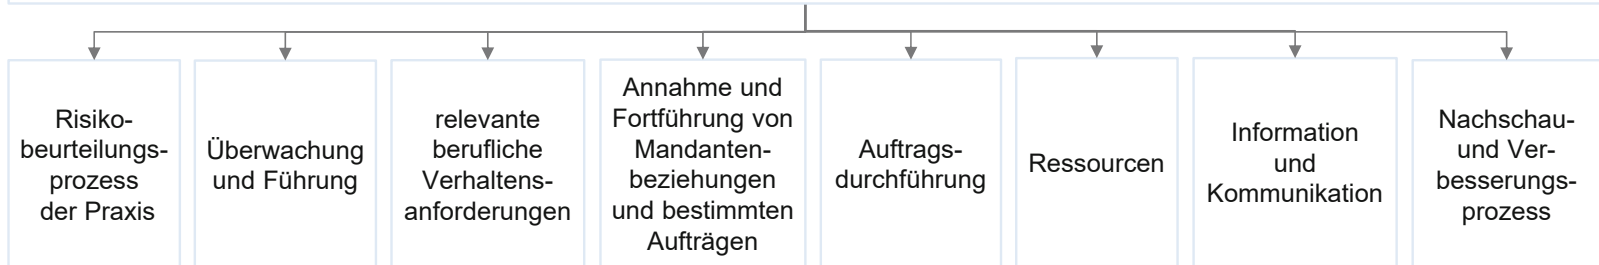 Risiko-
beurteilungs-
prozess
der Praxis
Überwachung
und Führung
relevante
berufliche
Verhaltens-
anforderungen
Annahme und
Fortführung von
Mandanten-
beziehungen
und bestimmten
Aufträgen
Auftrags-
durchführung
Ressourcen
Information
und
Kommunikation
Nachschau-
und Ver-
besserungs-
prozess